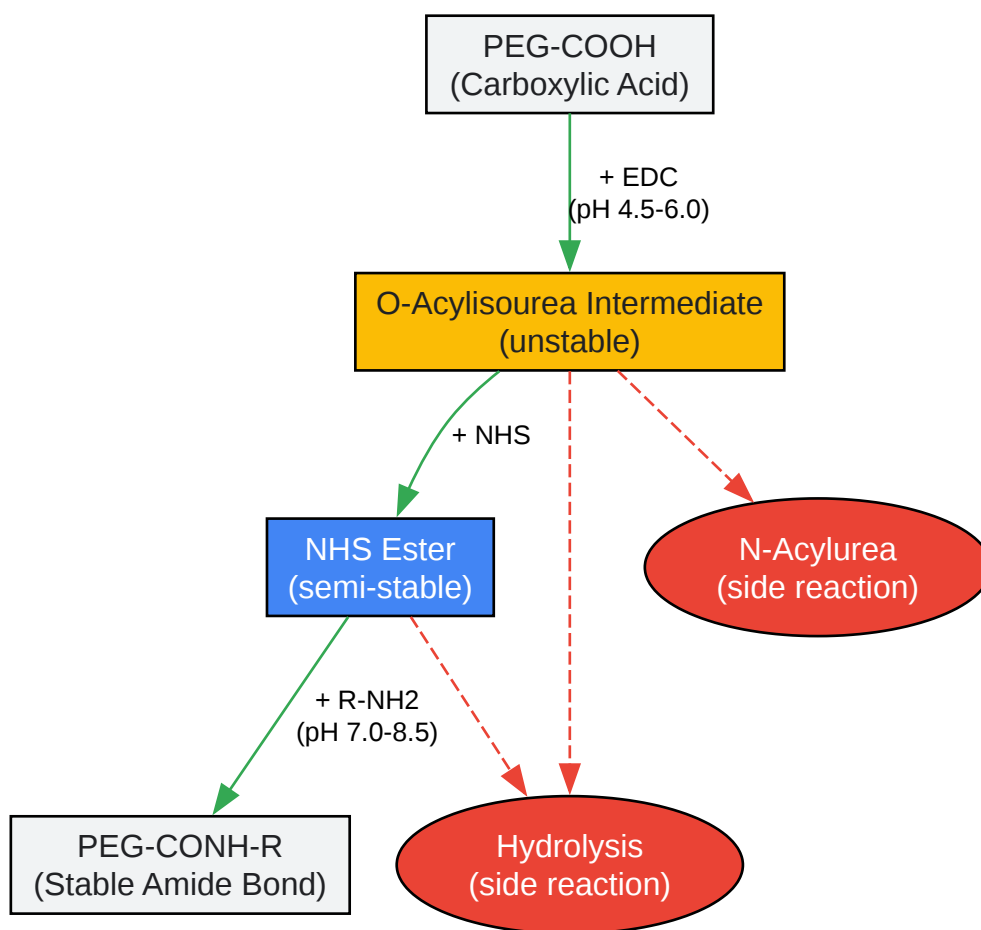 PEG-COOH
(Carboxylic Acid)
+ EDC
(pH 4.5-6.0)
O-Acylisourea Intermediate
(unstable)
+ NHS
NHS Ester
(semi-stable)
N-Acylurea
(side reaction)
+ R-NH2
(pH 7.0-8.5)
PEG-CONH-R
(Stable Amide Bond)
Hydrolysis
(side reaction)